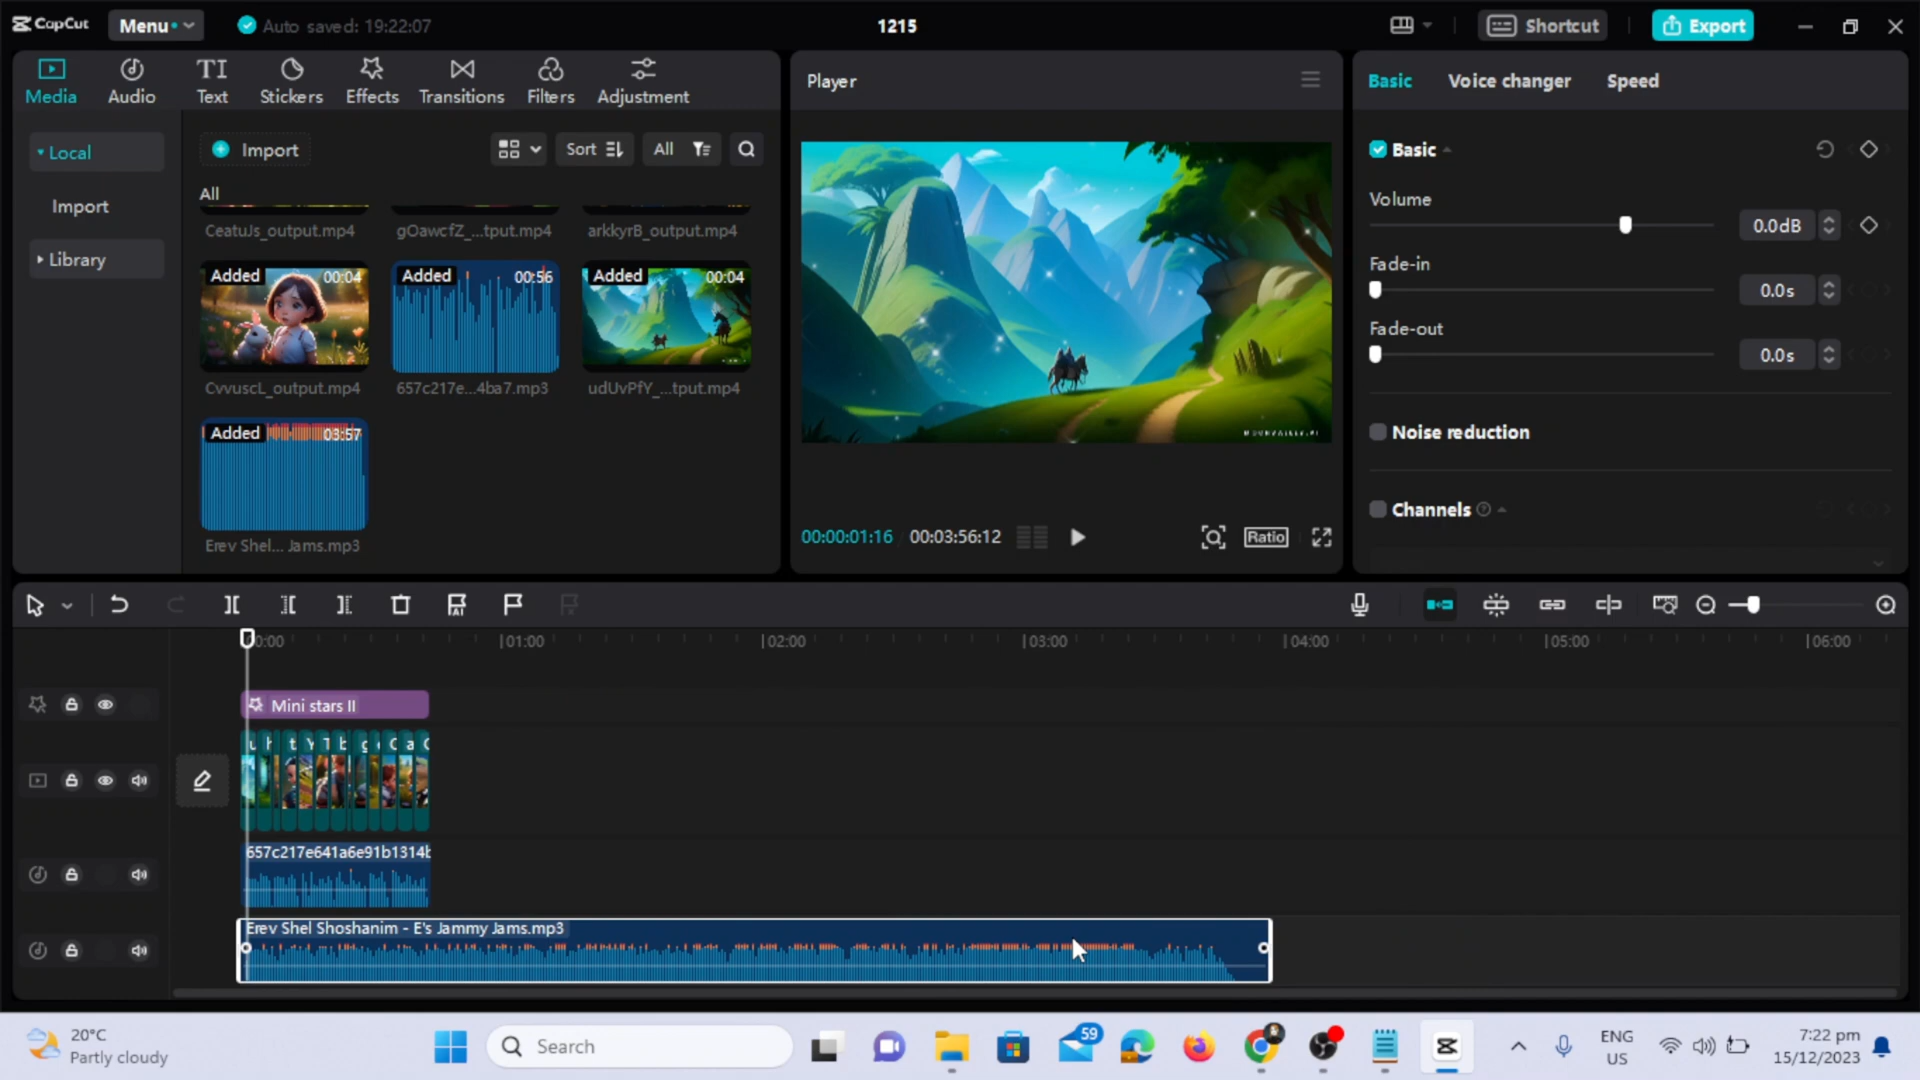 CapCut
Menu
Auto saved: 19:22:07
1215
Shortcut
Export
Media
Audio
TI
Text
Stickers
Effects
Transitions
Filters
Adjustment
Player
Basic
Voice changer
Speed
Local
Import
Library
Import
Sort
All
All
CeatuJs_output.mp4
gOawcfZ_...tput.mp4
arkkyrB_output.mp4
Added 00:04
Added 00:56
Added 00:04
CvvuscL_output.mp4
657c217e...4ba7.mp3
udUvPfY_...tput.mp4
Added 03:57
Erev Shel... Jams.mp3
MOONVALLEY.AI
00:00:01:16
00:03:56:12
Ratio
Basic
Volume
0.0dB
Fade-in
0.0s
Fade-out
0.0s
Noise reduction
Channels
00:00
01:00
02:00
03:00
04:00
05:00
06:00
Mini stars II
657c217e641a6e91b1314b
Erev Shel Shoshanim - E's Jammy Jams.mp3
20°C
Partly cloudy
Search
59
ENG
US
7:22 pm
15/12/2023